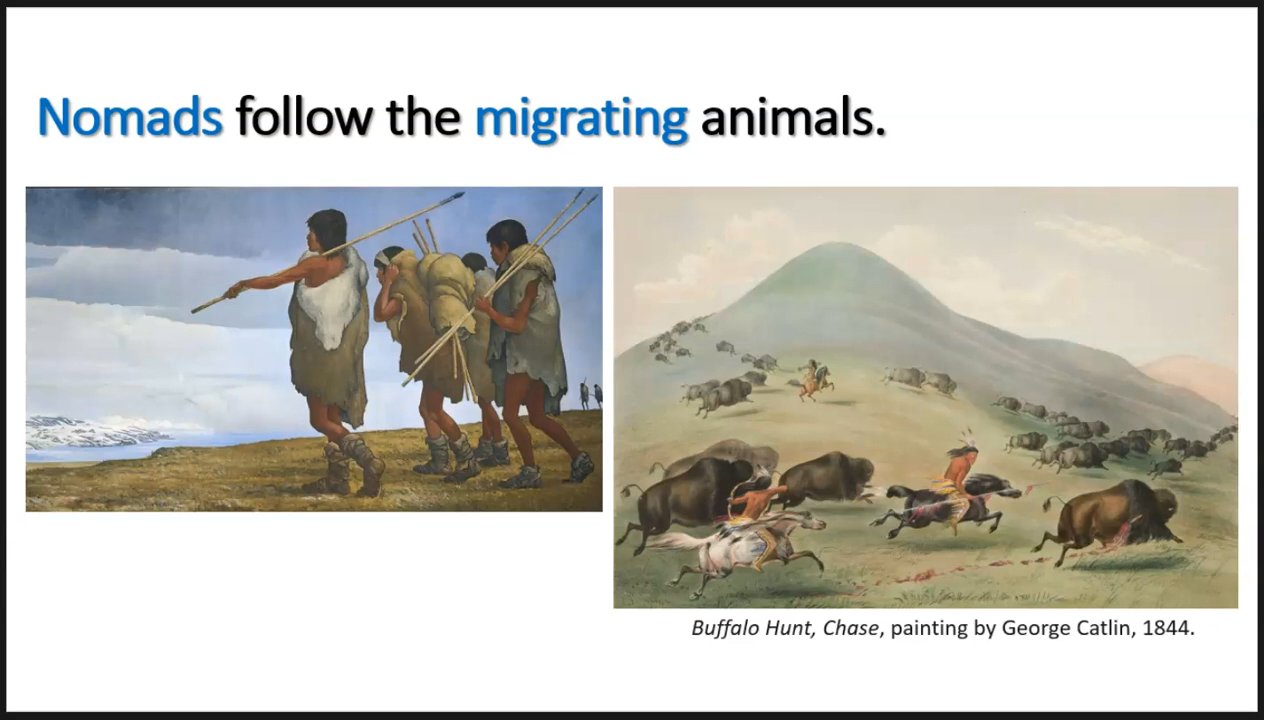 Nomads follow the migrating animals.
Buffalo Hunt, Chase, painting by George Catlin, 1844.